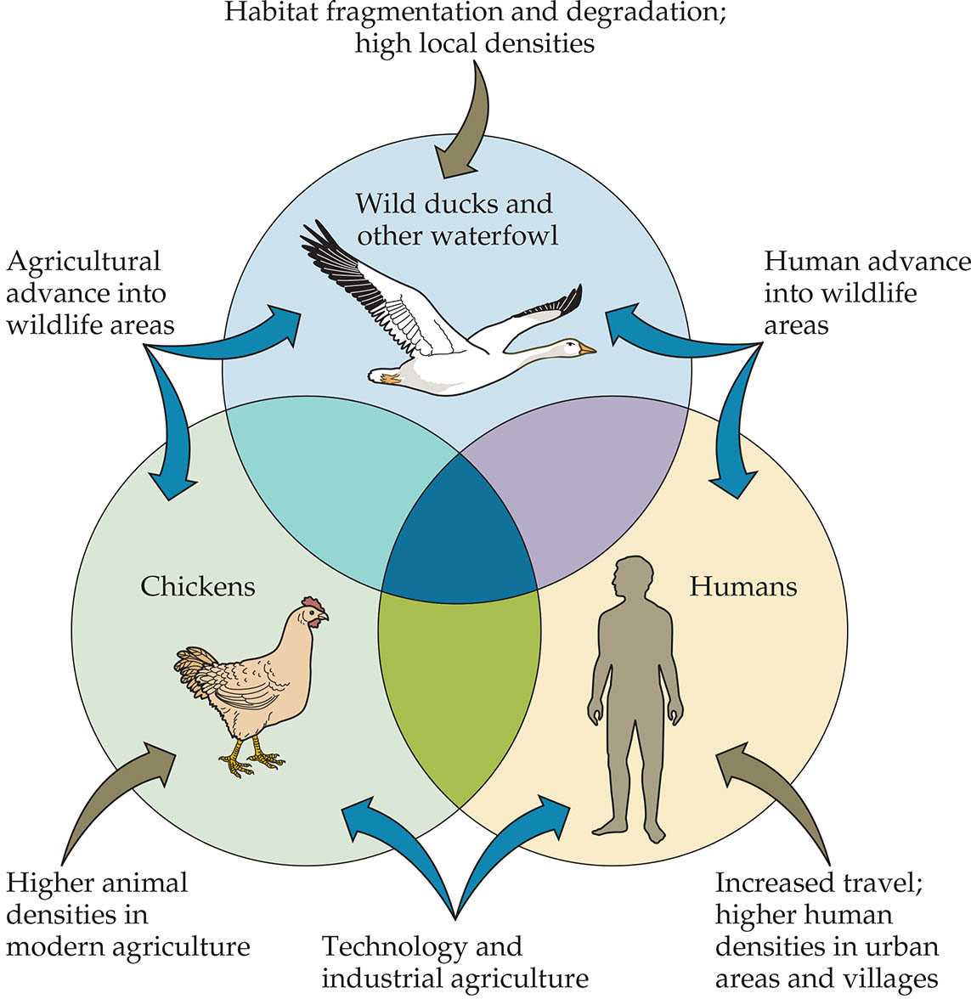 Habitat fragmentation and degradation;
high local densities
Wild ducks and
other waterfowl
Agricultural
advance into
wildlife areas
Human advance
into wildlife
areas
Chickens
Humans
Higher animal
densities in
modern agriculture
Technology and
industrial agriculture
Increased travel;
higher human
densities in urban
areas and villages